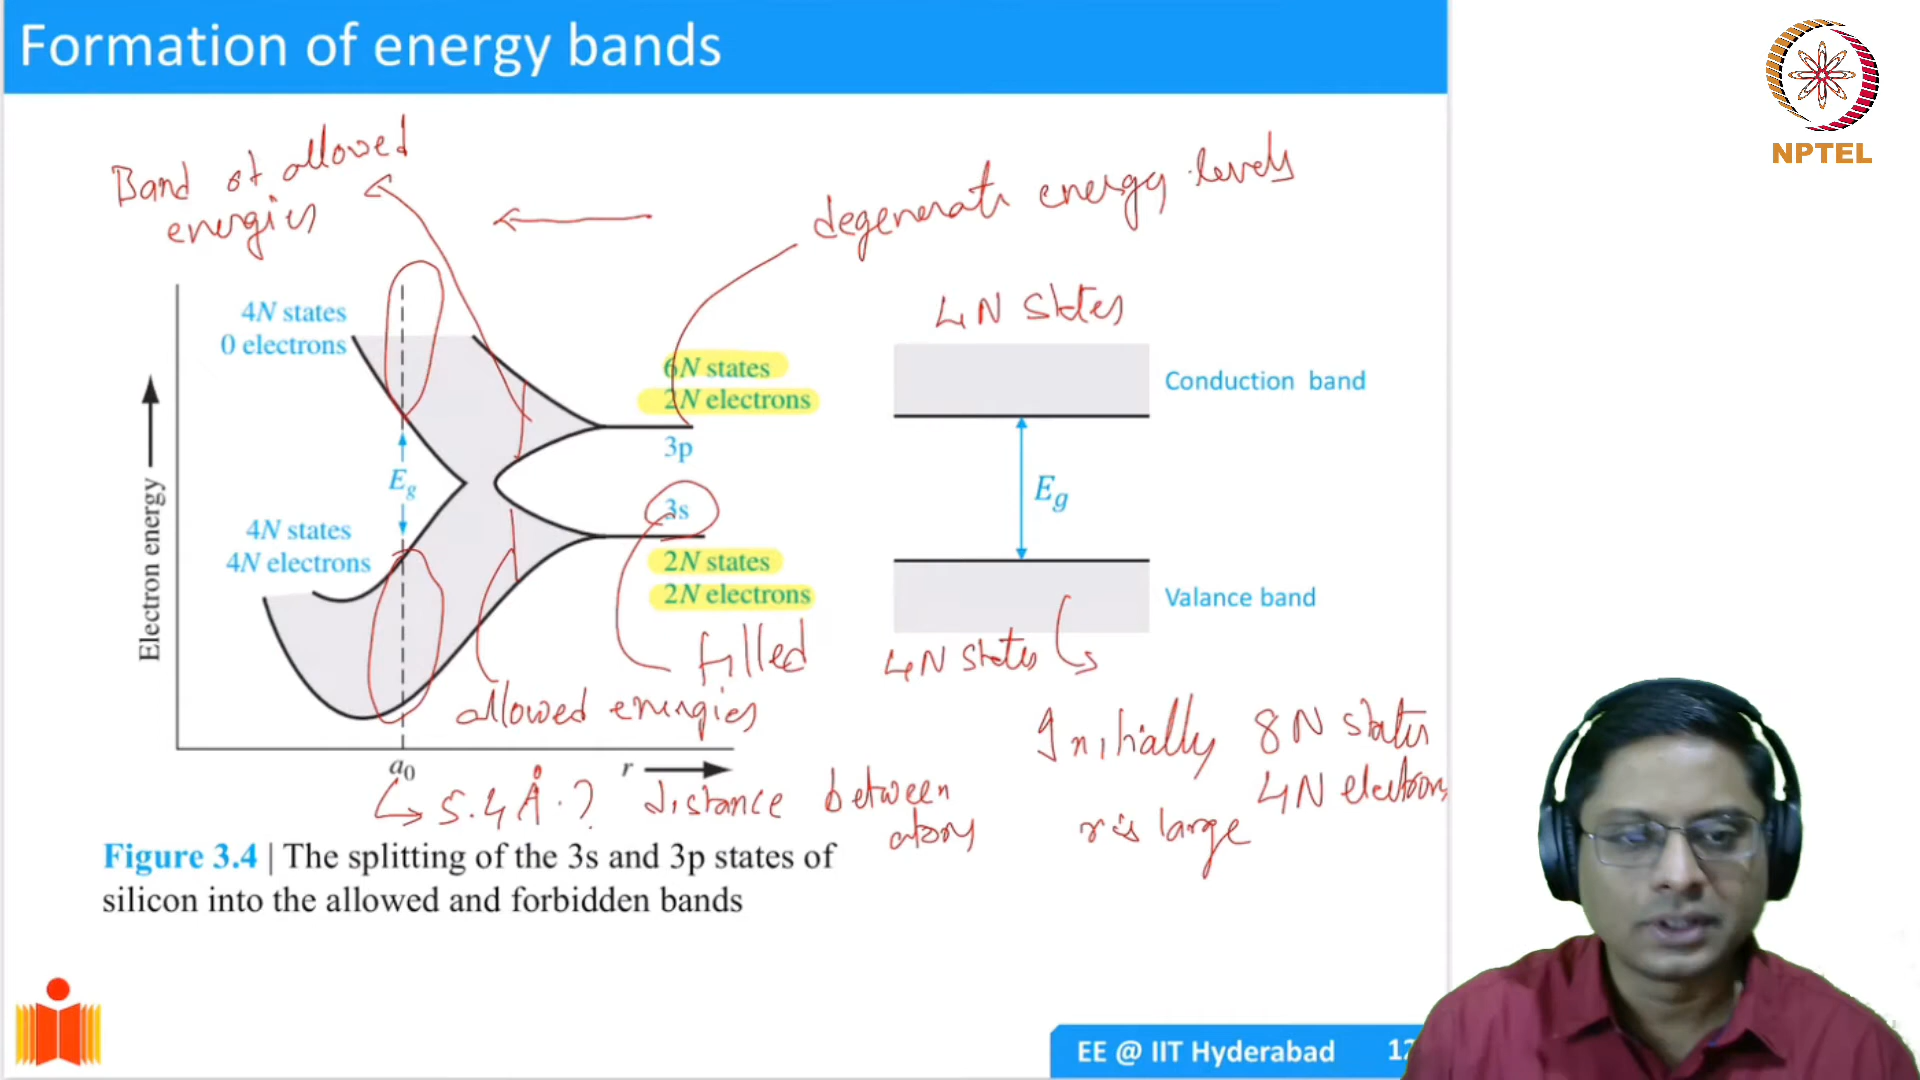 Formation of energy bands
NPTEL
Band of allowed
energies
degenerate energy levels
4N states
0 electrons
6N states
2N electrons
3p
E_g
3s
4N states
4N electrons
2N states
2N electrons
Electron energy
filled
allowed energies
a_0
r
5.4 Å ?
distance between
atoms
4N states
Conduction band
E_g
Valance band
4N states
Initially 8N states
4N electrons
r is large
Figure 3.4 | The splitting of the 3s and 3p states of
silicon into the allowed and forbidden bands
EE @ IIT Hyderabad